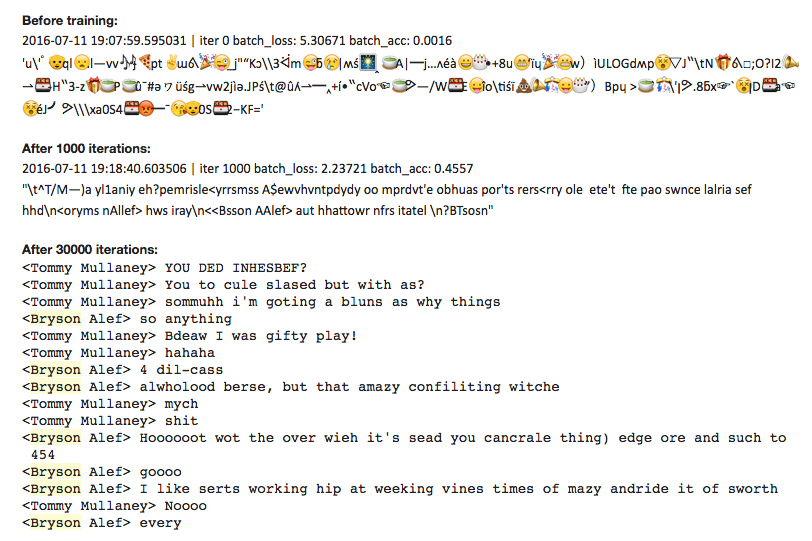 Before training:
2016-07-11 19:07:59.595031 | iter 0 batch_loss: 5.30671 batch_acc: 0.0016
After 1000 iterations:
2016-07-11 19:18:40.603506 | iter 1000 batch_loss: 2.23721 batch_acc: 0.4557
"\t^T/M—)a yl1aniy eh?pemrisle<yrrsmss A$ewvhvntpdydy oo mprdvt'e obhuas por'ts rers<rry ole  ete't  fte pao swnce lalria sef
hhd\n<oryms nAllef> hws iray\n<<Bsson AAlef> aut hhattowr nfrs itatel \n?BTsosn"
After 30000 iterations:
<Tommy Mullaney> YOU DED INHESBEF?
<Tommy Mullaney> You to cule slased but with as?
<Tommy Mullaney> sommuhh i'm goting a bluns as why things
<Bryson Alef> so anything
<Tommy Mullaney> Bdeaw I was gifty play!
<Tommy Mullaney> hahaha
<Bryson Alef> 4 dil-cass
<Bryson Alef> alwholood berse, but that amazy confiliting witche
<Tommy Mullaney> mych
<Tommy Mullaney> shit
<Bryson Alef> Hoooooot wot the over wieh it's sead you cancrale thing) edge ore and such to
454
<Bryson Alef> goooo
<Bryson Alef> I like serts working hip at weeking vines times of mazy andride it of sworth
<Tommy Mullaney> Noooo
<Bryson Alef> every